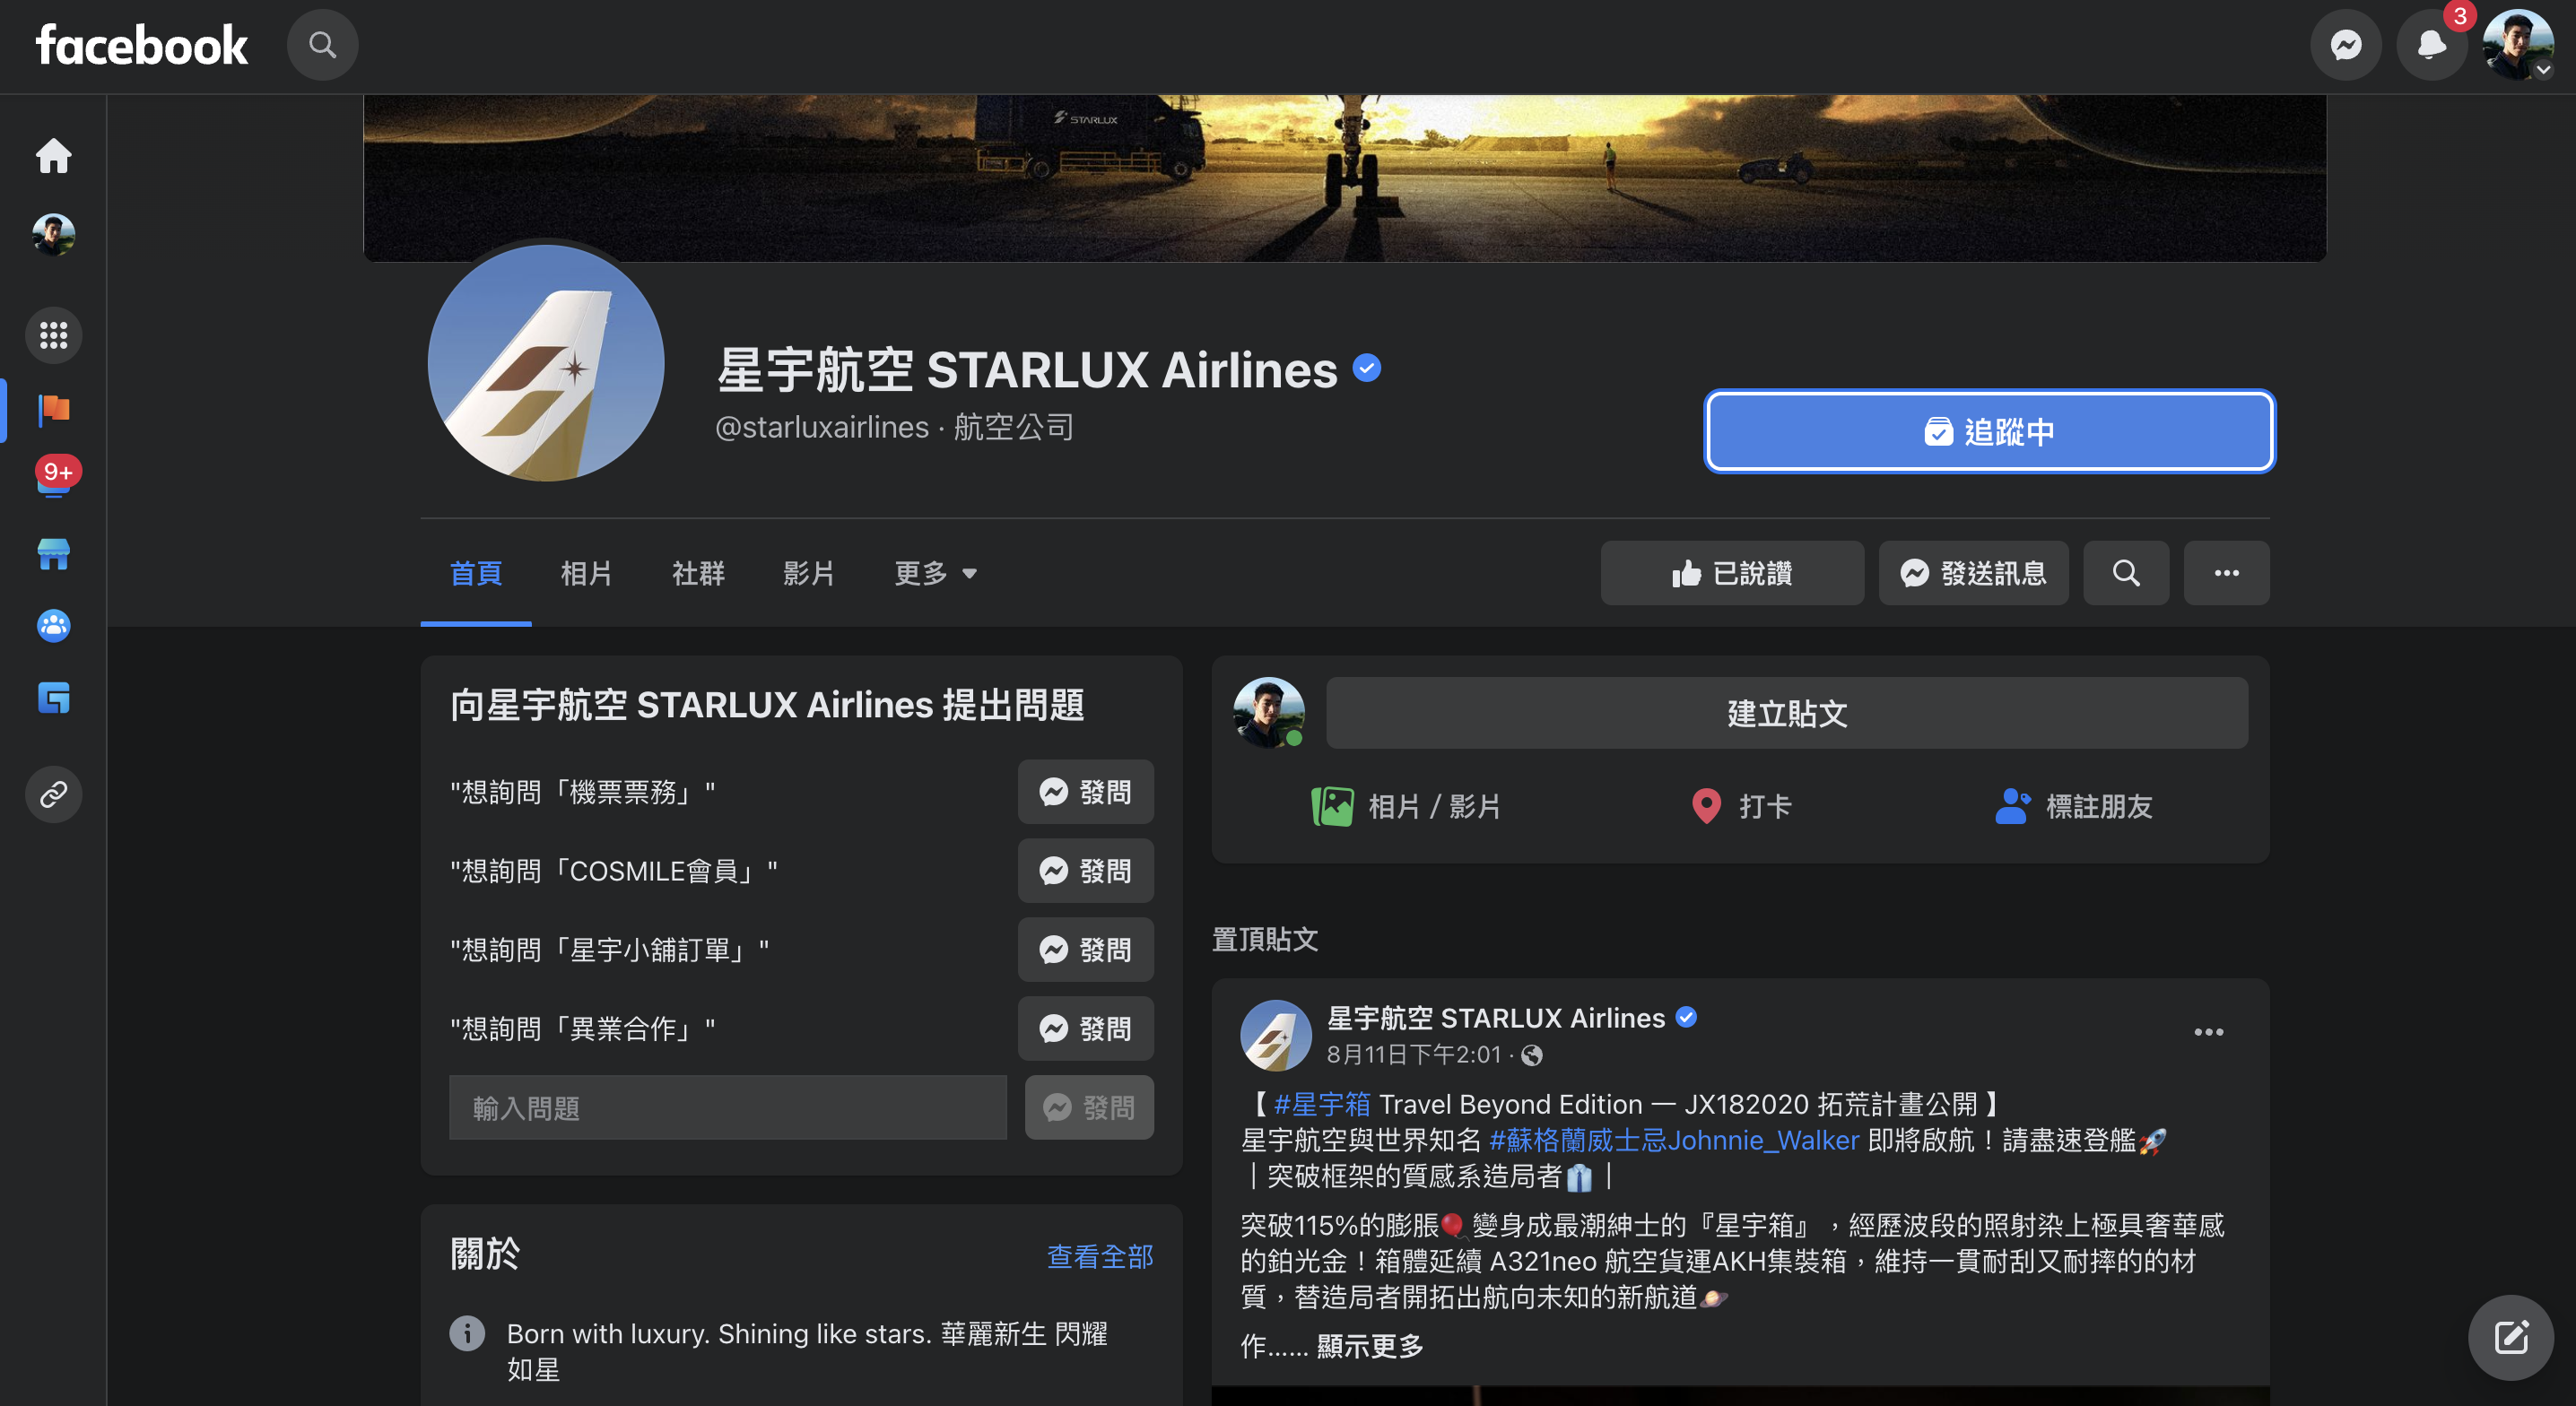 facebook
3
STARLUX
9+
星宇航空 STARLUX Airlines
@starluxairlines · 航空公司
追蹤中
首頁
相片
社群
影片
更多
已說讚
發送訊息
向星宇航空 STARLUX Airlines 提出問題
"想詢問「機票票務」"
發問
"想詢問「COSMILE會員」"
發問
"想詢問「星宇小舖訂單」"
發問
"想詢問「異業合作」"
發問
輸入問題
發問
關於
查看全部
Born with luxury. Shining like stars. 華麗新生 閃耀
如星
建立貼文
相片 / 影片
打卡
標註朋友
置頂貼文
星宇航空 STARLUX Airlines
8月11日下午2:01 ·
【 #星宇箱 Travel Beyond Edition — JX182020 拓荒計畫公開 】
星宇航空與世界知名 #蘇格蘭威士忌Johnnie_Walker 即將啟航！請盡速登艦🚀
｜突破框架的質感系造局者👔｜
突破115%的膨脹🎈變身成最潮紳士的『星宇箱』，經歷波段的照射染上極具奢華感
的鉑光金！箱體延續 A321neo 航空貨運AKH集裝箱，維持一貫耐刮又耐摔的的材
質，替造局者開拓出航向未知的新航道🪐
作...... 顯示更多